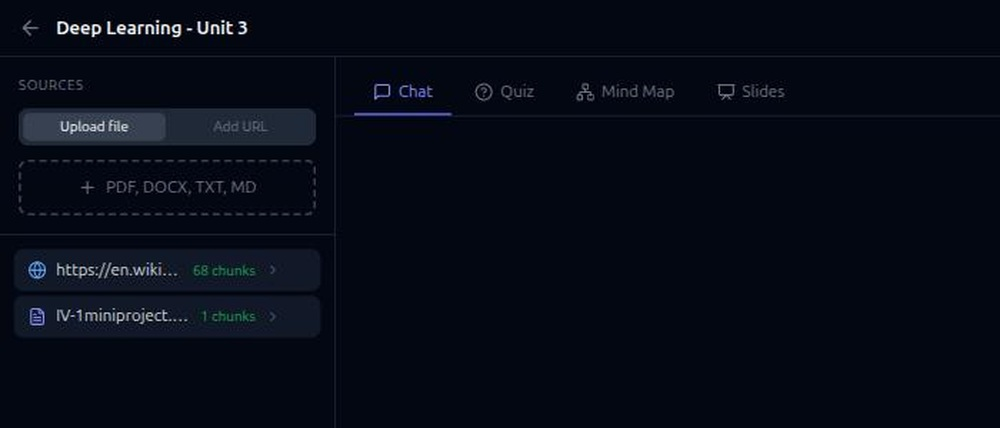 Deep Learning - Unit 3
SOURCES
Upload file
Add URL
PDF, DOCX, TXT, MD
https://en.wiki... 68 chunks
IV-1miniproject.... 1 chunks
Chat
Quiz
Mind Map
Slides